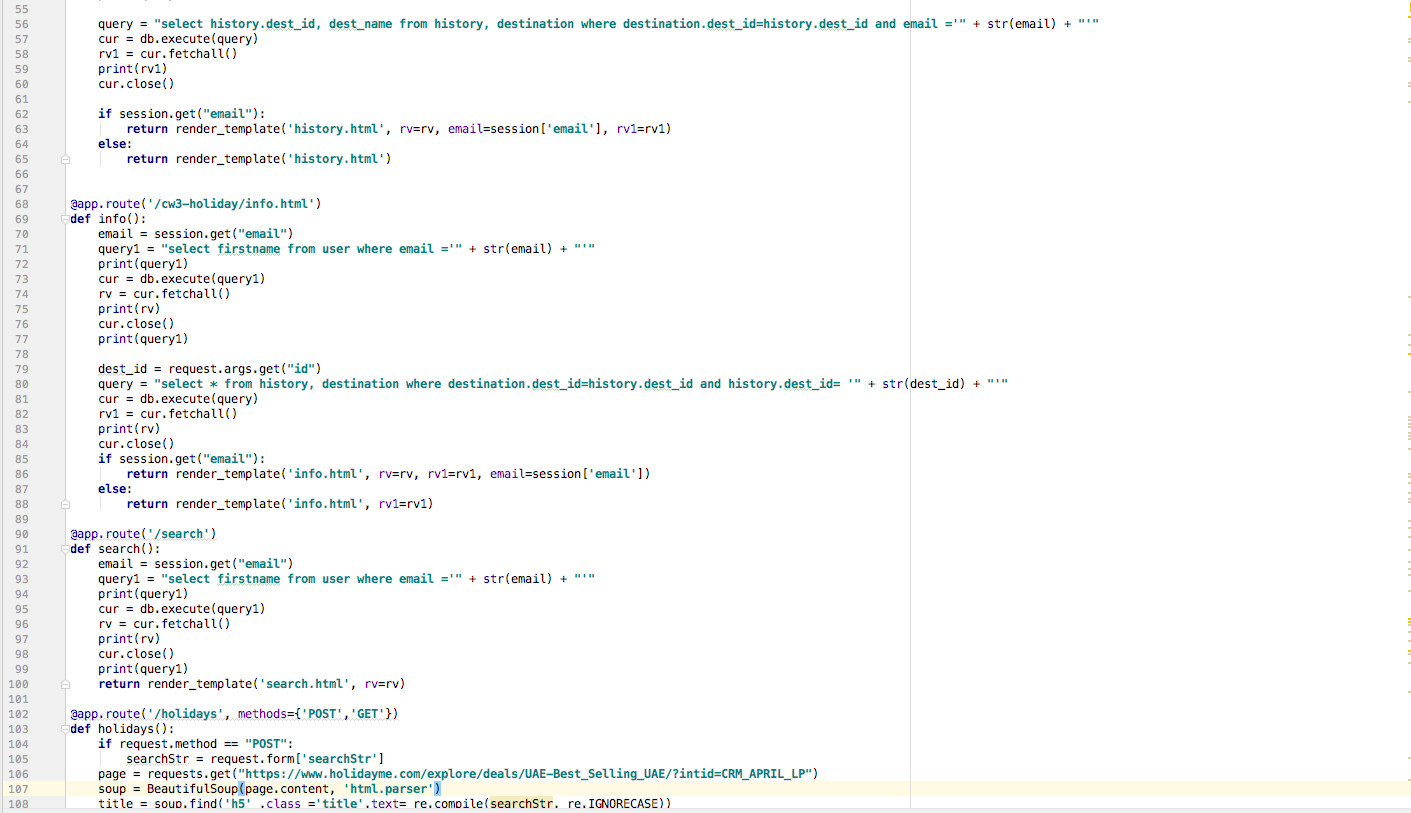 55
56 query = "select history.dest_id, dest_name from history, destination where destination.dest_id=history.dest_id and email ='" + str(email) + "'"
57 cur = db.execute(query)
58 rv1 = cur.fetchall()
59 print(rv1)
60 cur.close()
61
62 if session.get("email"):
63 return render_template('history.html', rv=rv, email=session['email'], rv1=rv1)
64 else:
65 return render_template('history.html')
66
67
68 @app.route('/cw3-holiday/info.html')
69 def info():
70 email = session.get("email")
71 query1 = "select firstname from user where email ='" + str(email) + "'"
72 print(query1)
73 cur = db.execute(query1)
74 rv = cur.fetchall()
75 print(rv)
76 cur.close()
77 print(query1)
78
79 dest_id = request.args.get("id")
80 query = "select * from history, destination where destination.dest_id=history.dest_id and history.dest_id= '" + str(dest_id) + "'"
81 cur = db.execute(query)
82 rv1 = cur.fetchall()
83 print(rv)
84 cur.close()
85 if session.get("email"):
86 return render_template('info.html', rv=rv, rv1=rv1, email=session['email'])
87 else:
88 return render_template('info.html', rv1=rv1)
89
90 @app.route('/search')
91 def search():
92 email = session.get("email")
93 query1 = "select firstname from user where email ='" + str(email) + "'"
94 print(query1)
95 cur = db.execute(query1)
96 rv = cur.fetchall()
97 print(rv)
98 cur.close()
99 print(query1)
100 return render_template('search.html', rv=rv)
101
102 @app.route('/holidays', methods={'POST','GET'})
103 def holidays():
104 if request.method == "POST":
105 searchStr = request.form['searchStr']
106 page = requests.get("https://www.holidayme.com/explore/deals/UAE-Best_Selling_UAE/?intid=CRM_APRIL_LP")
107 soup = BeautifulSoup(page.content, 'html.parser')
108 title = soup.find('h5' ,class_='title',text= re.compile(searchStr, re.IGNORECASE))